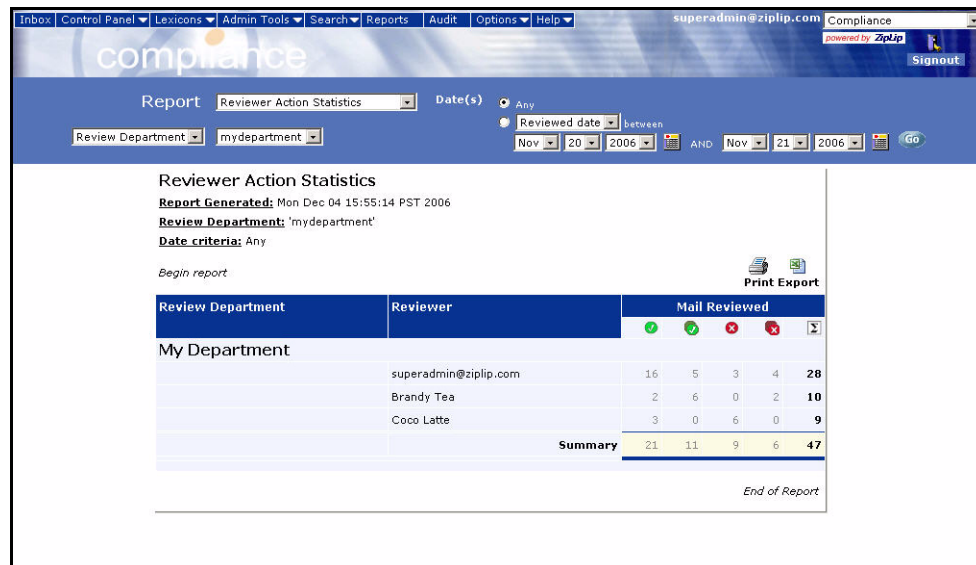 Inbox Control Panel Lexicons Admin Tools Search Reports Audit Options Help superadmin@ziplip.com Compliance
powered by ZipLip
compliance
Signout
Report Reviewer Action Statistics Date(s) Any
Reviewed date between
Review Department mydepartment
Nov 20 2006 AND Nov 21 2006 Go
Reviewer Action Statistics
Report Generated: Mon Dec 04 15:55:14 PST 2006
Review Department: 'mydepartment'
Date criteria: Any
Begin report
Print Export
Review Department Reviewer Mail Reviewed
Σ
My Department
superadmin@ziplip.com 16 5 3 4 28
Brandy Tea 2 6 0 2 10
Coco Latte 3 0 6 0 9
Summary 21 11 9 6 47
End of Report